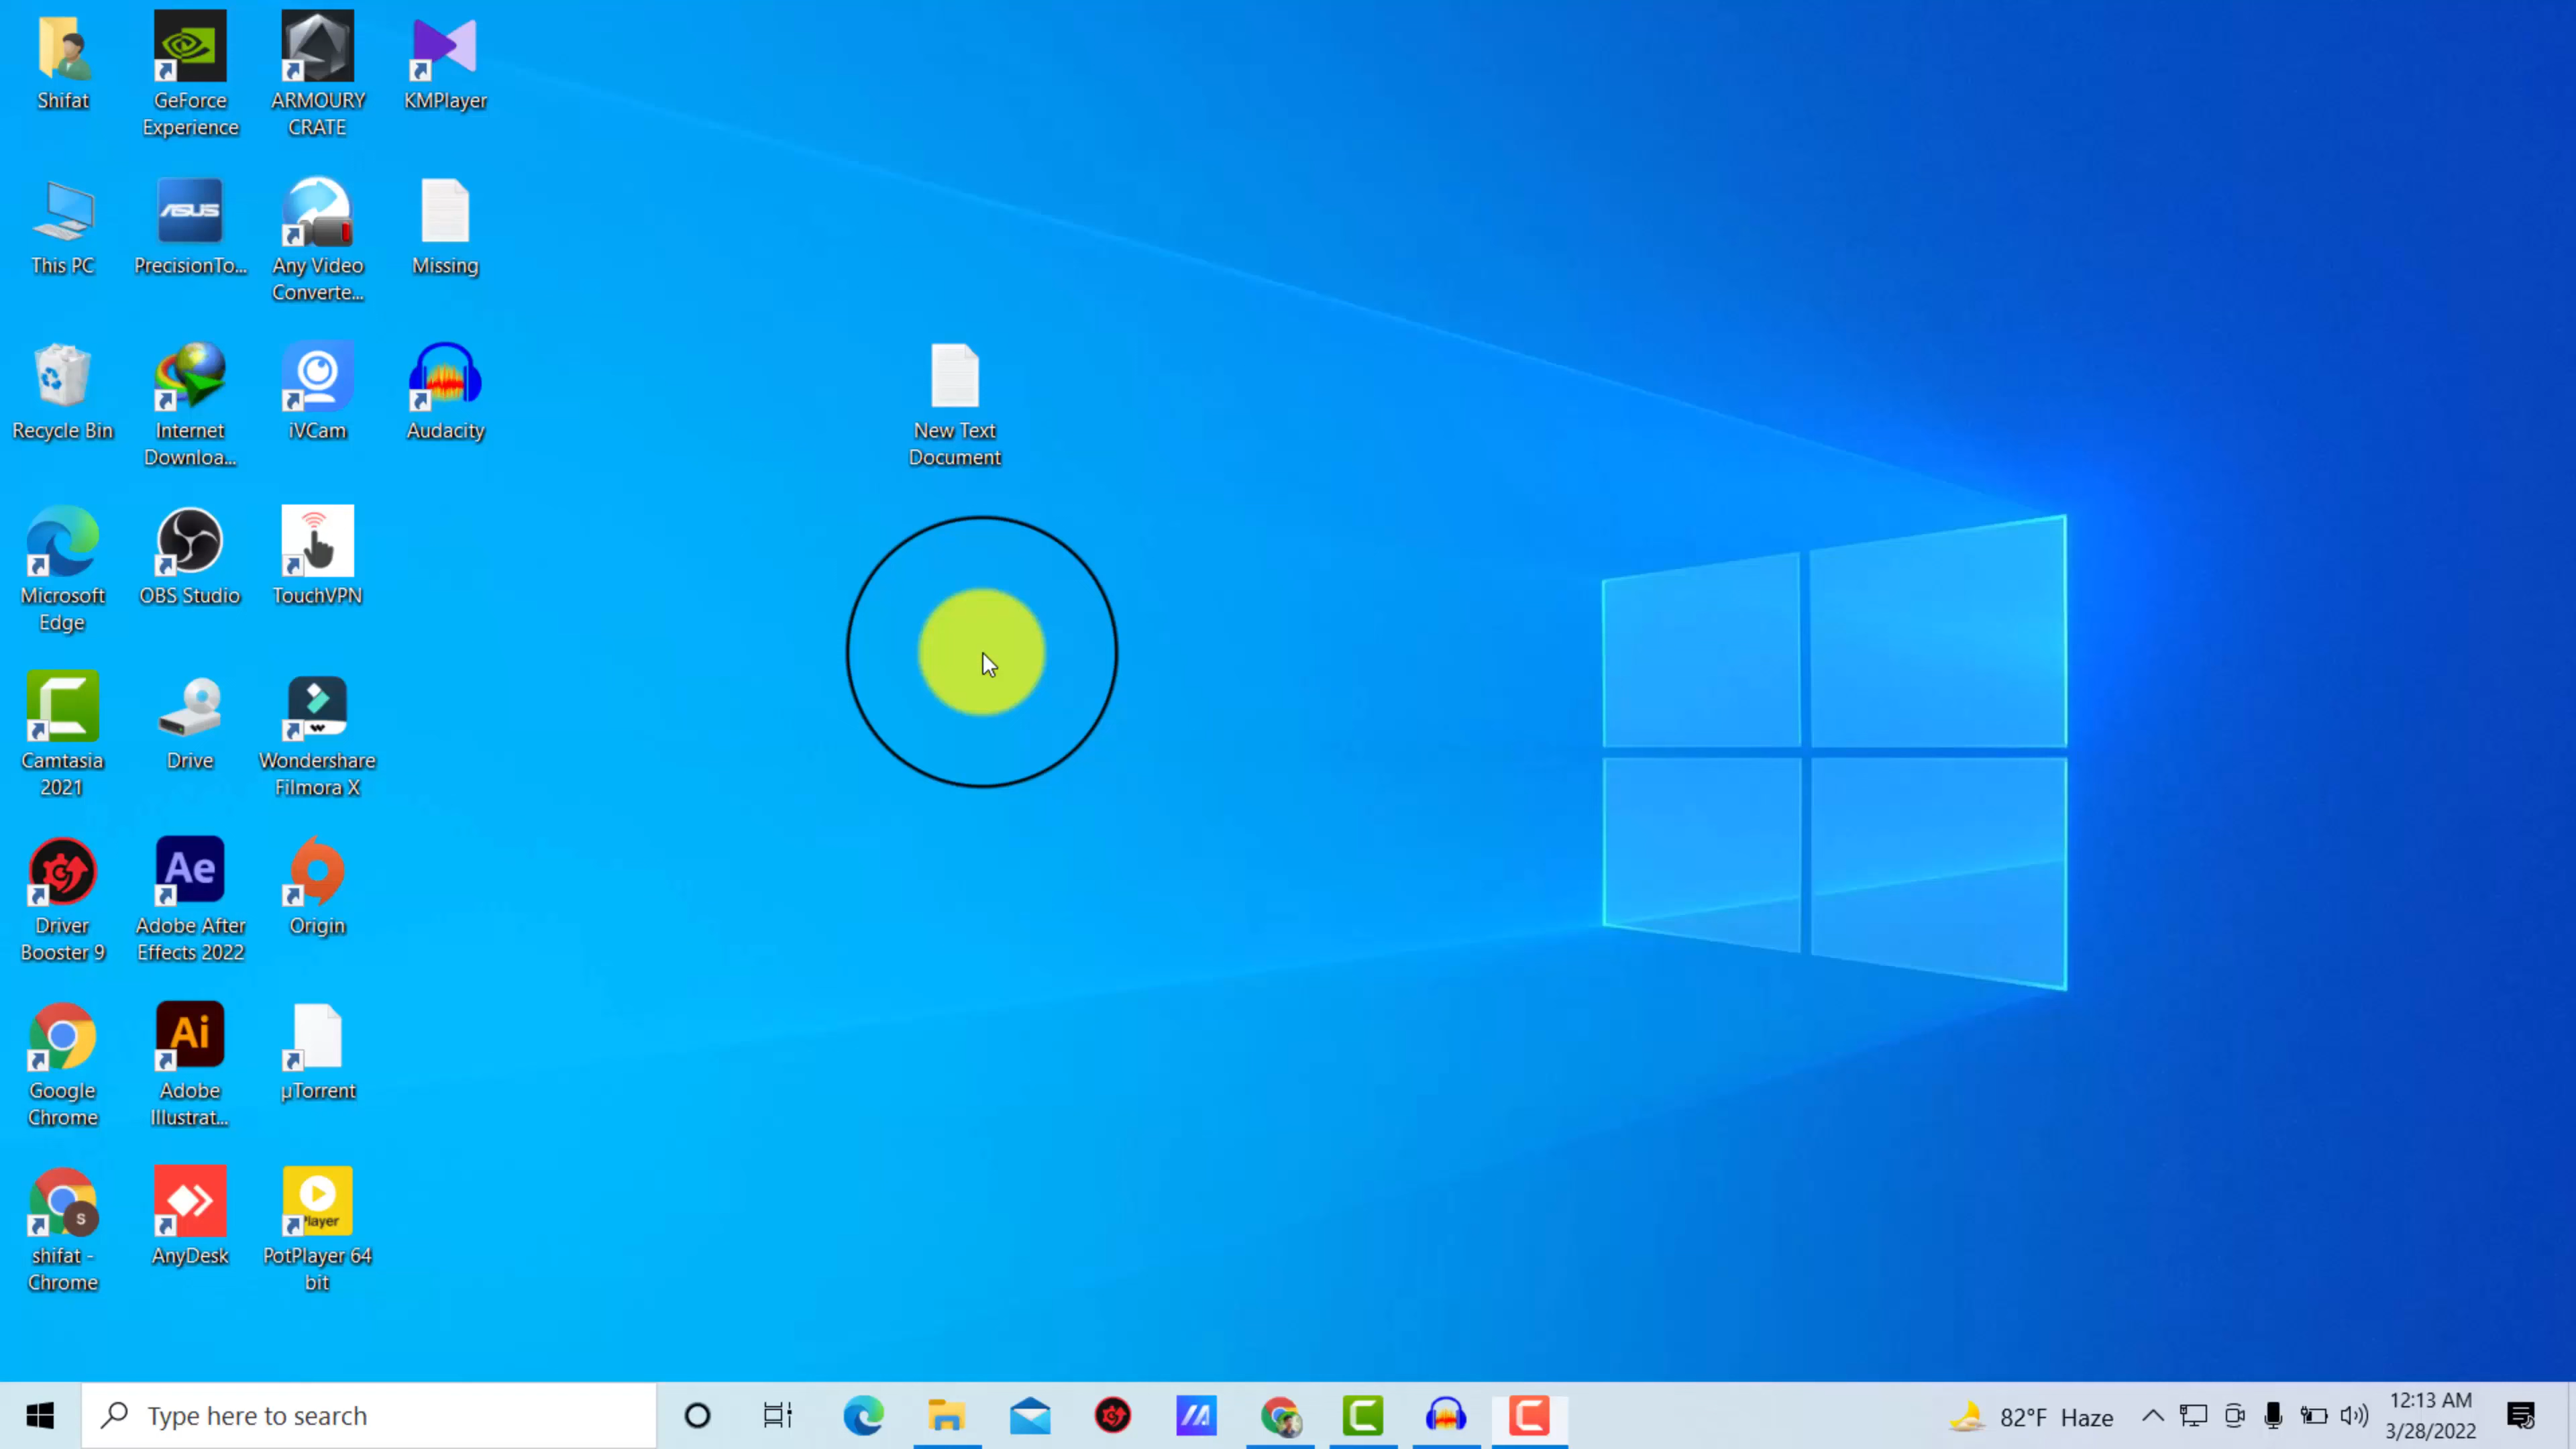 Shifat
GeForce
Experience
ARMOURY
CRATE
KMPlayer
This PC
ASUS
PrecisionTo...
Any Video
Converte...
Missing
Recycle Bin
Internet
Downloa...
iVCam
Audacity
New Text
Document
Microsoft
Edge
OBS Studio
TouchVPN
Camtasia
2021
Drive
Wondershare
Filmora X
Driver
Booster 9
Ae
Adobe After
Effects 2022
Origin
Google
Chrome
Ai
Adobe
Illustrat...
µTorrent
S
shifat -
Chrome
AnyDesk
Player
PotPlayer 64
bit
Type here to search
82°F Haze
12:13 AM
3/28/2022